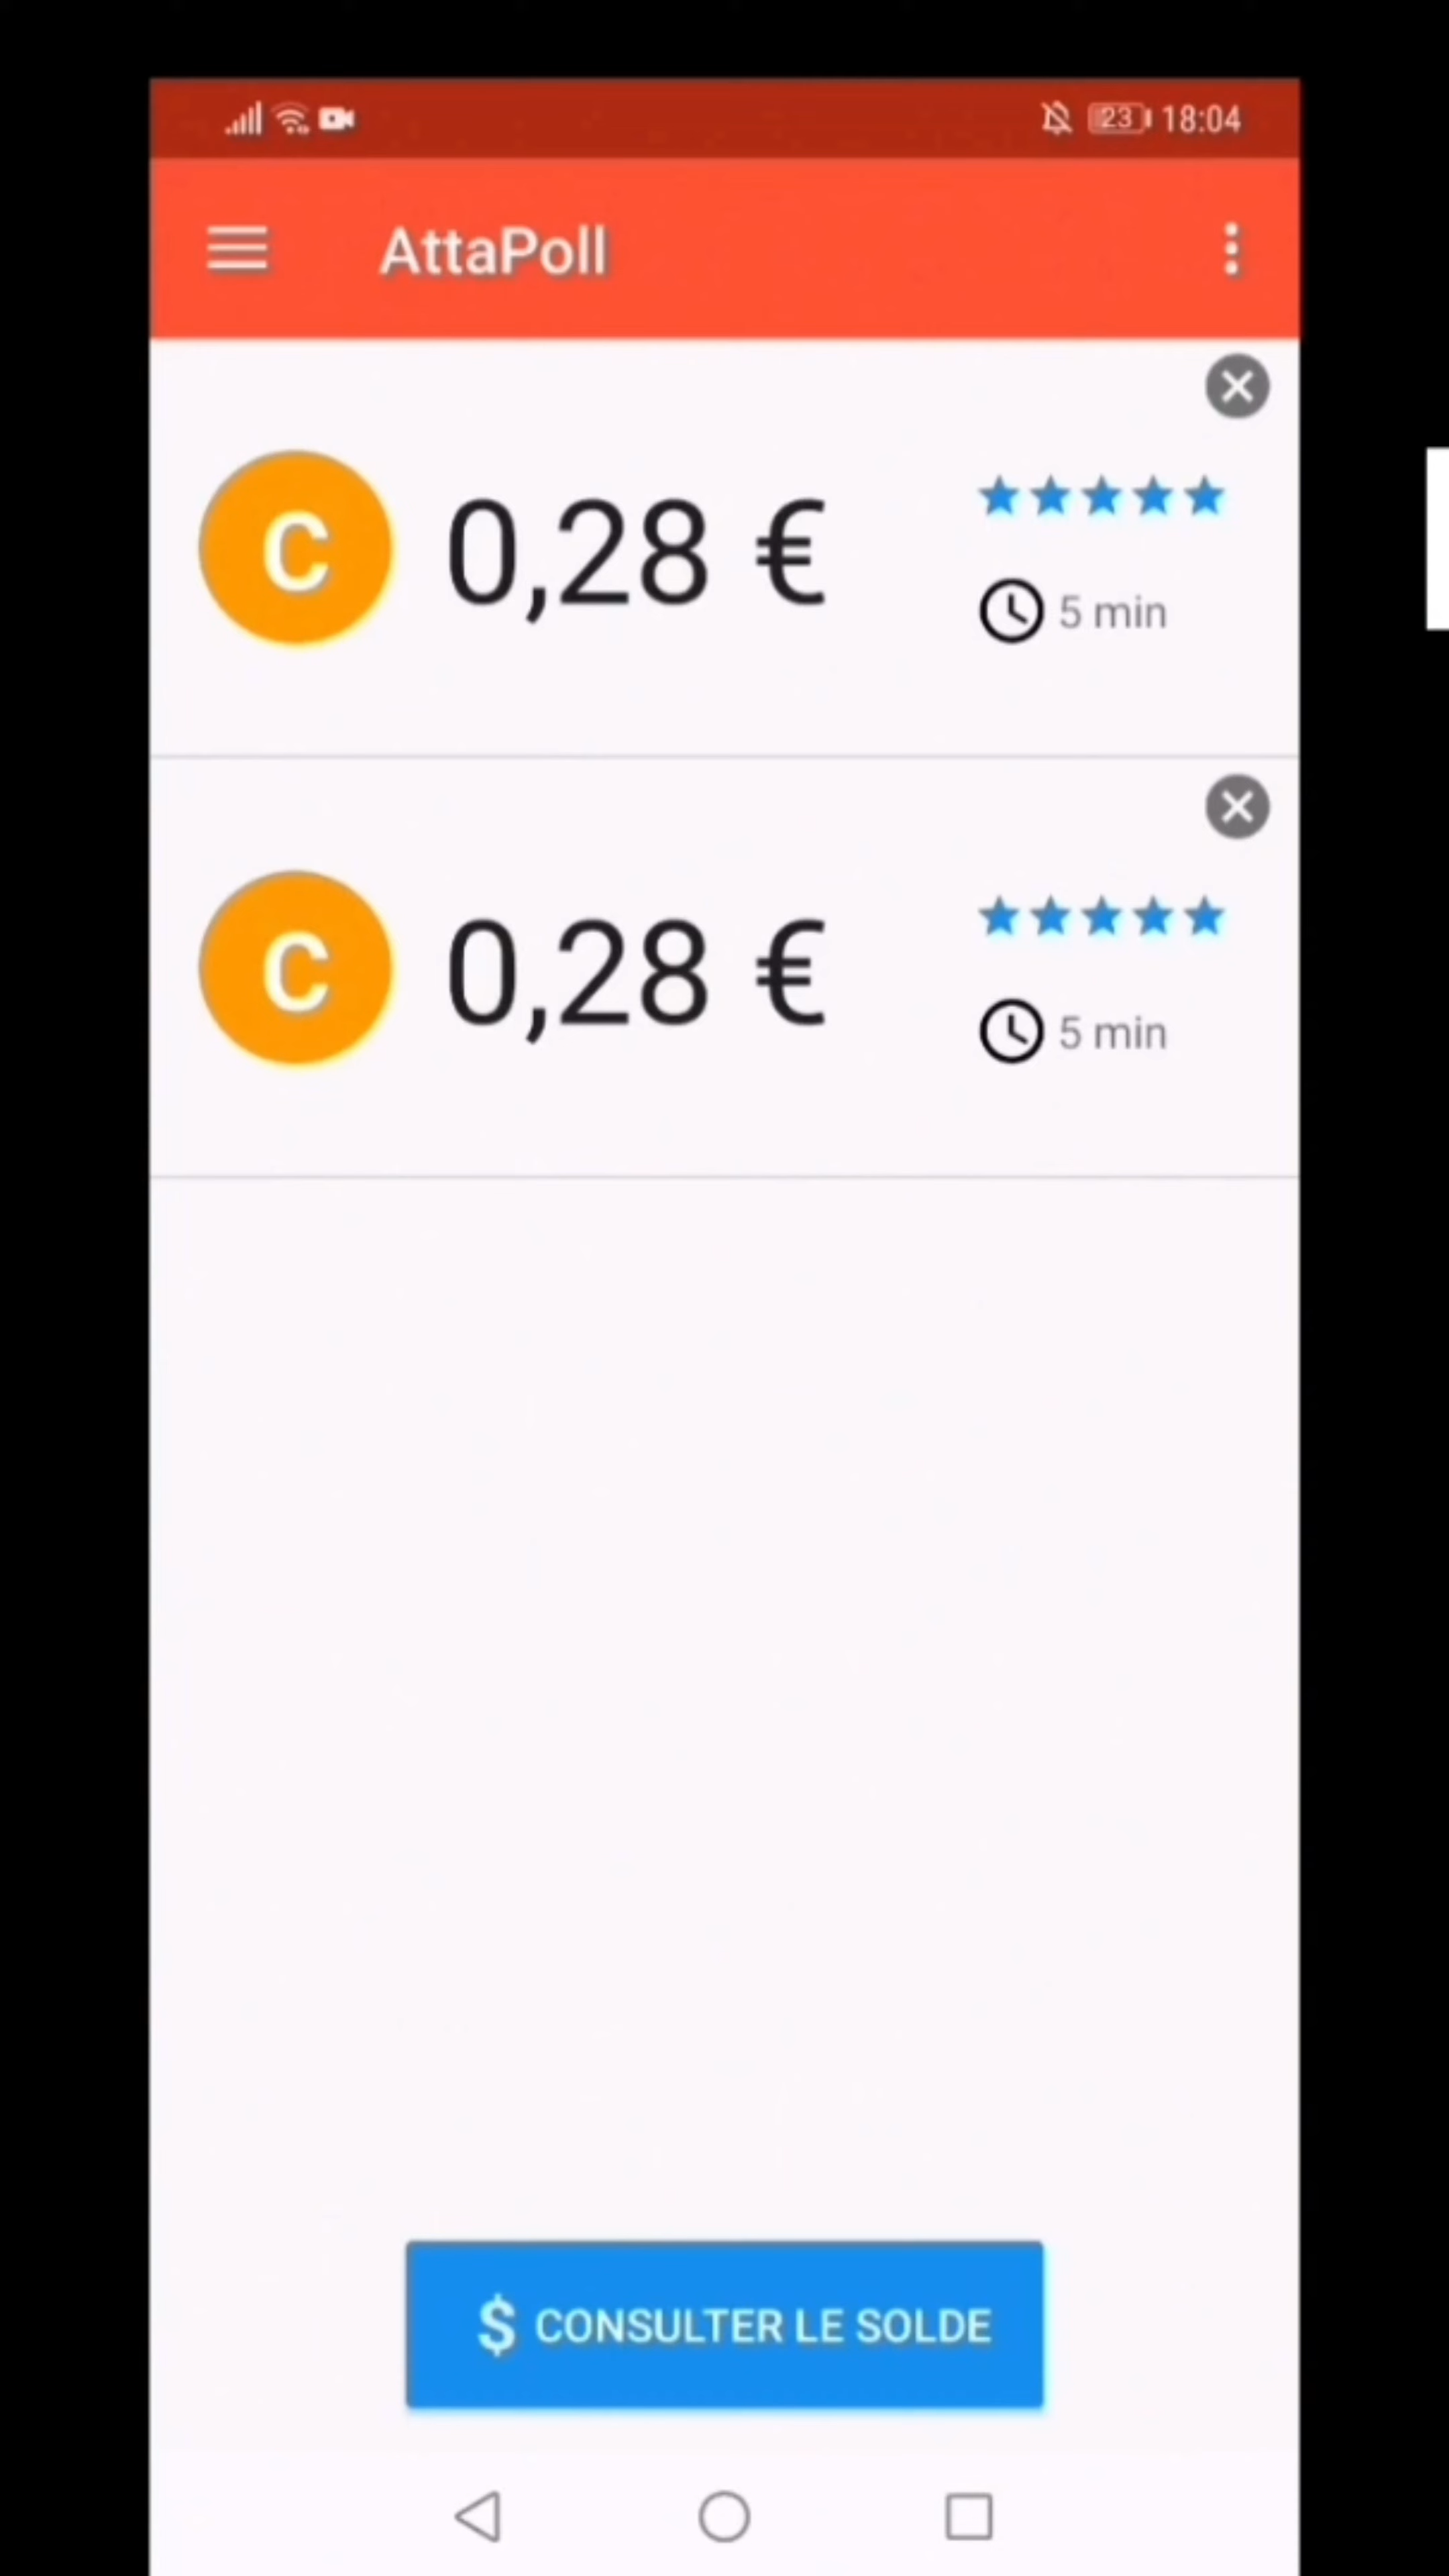 23 18:04
AttaPoll
C 0,28 €
5 min
C 0,28 €
5 min
$ CONSULTER LE SOLDE